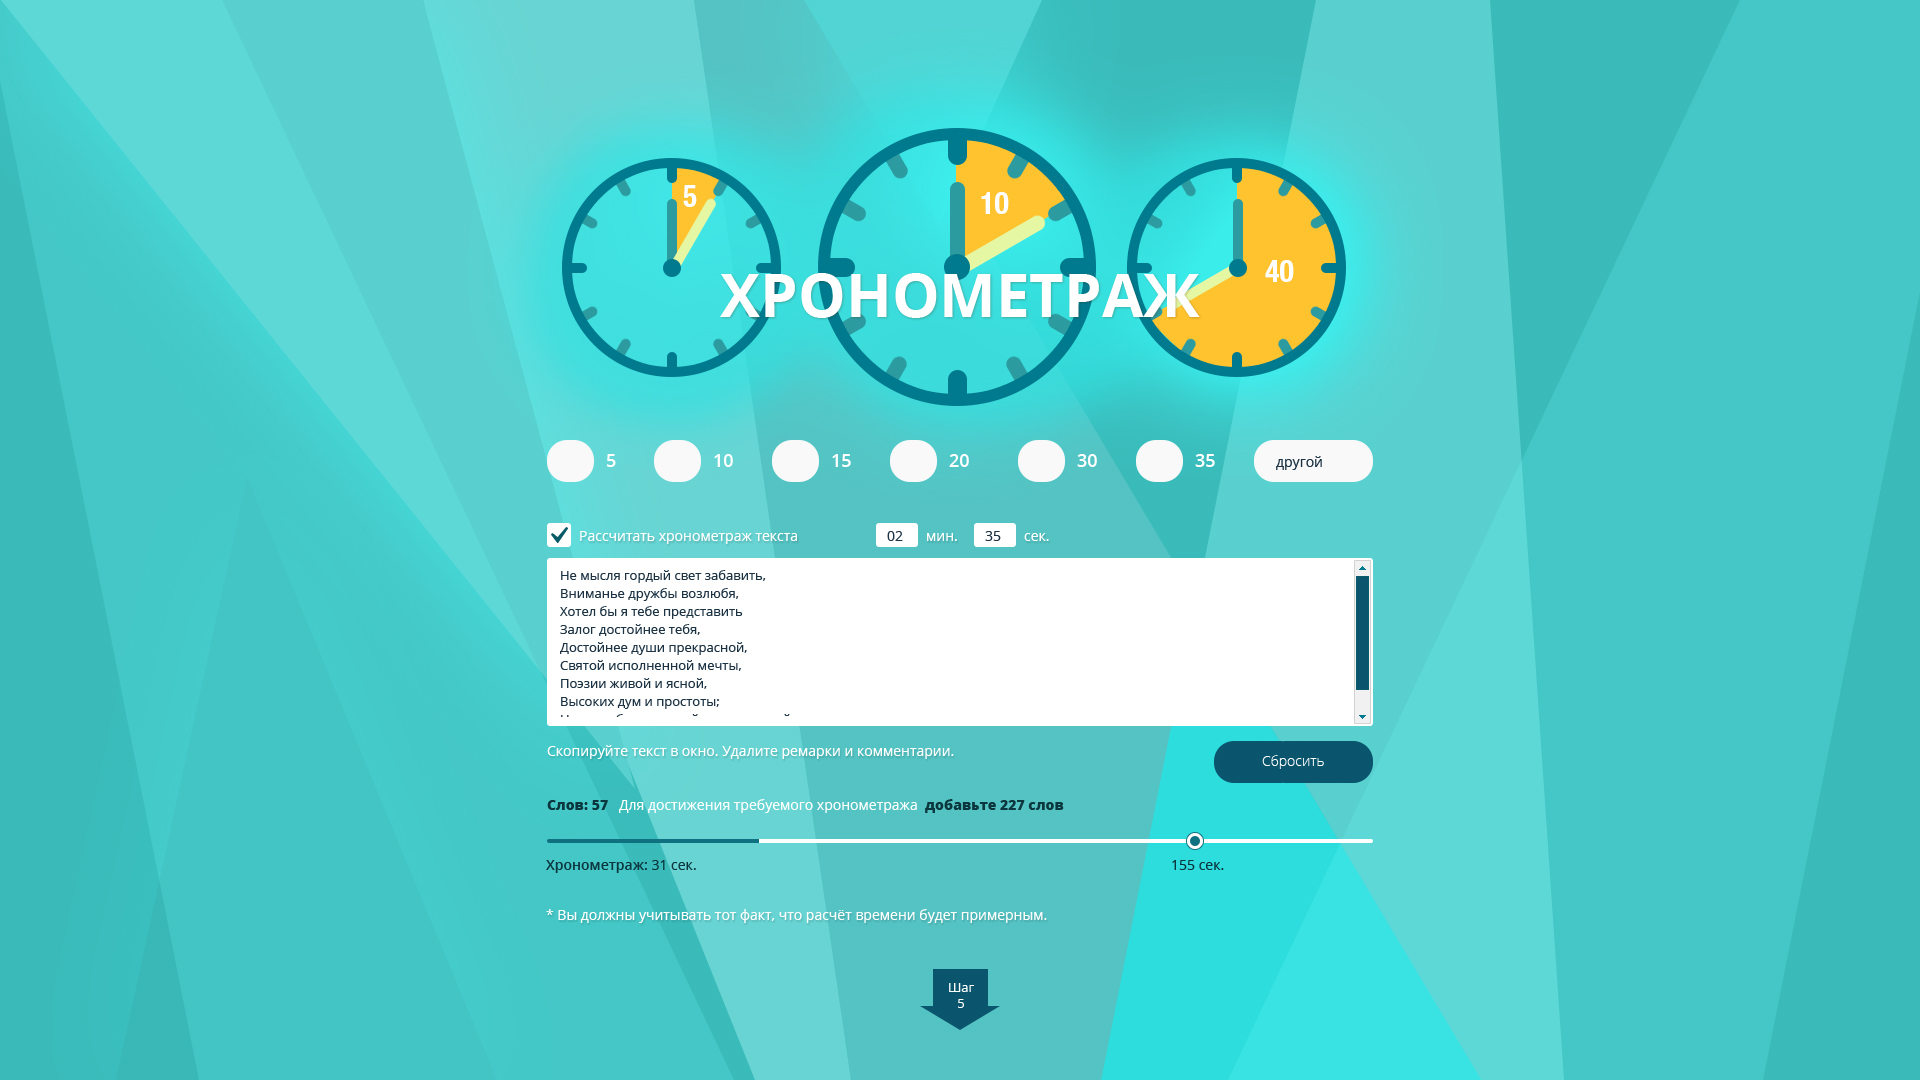 5
10
40
ХРОНОМЕТРАЖ
5 10 15 20 30 35 другой
Рассчитать хронометраж текста 02 мин. 35 сек.
Не мысля гордый свет забавить,
Вниманье дружбы возлюбя,
Хотел бы я тебе представить
Залог достойнее тебя,
Достойнее души прекрасной,
Святой исполненной мечты,
Поэзии живой и ясной,
Высоких дум и простоты;
Скопируйте текст в окно. Удалите ремарки и комментарии.
Сбросить
Слов: 57 Для достижения требуемого хронометража добавьте 227 слов
Хронометраж: 31 сек. 155 сек.
* Вы должны учитывать тот факт, что расчёт времени будет примерным.
Шаг
5